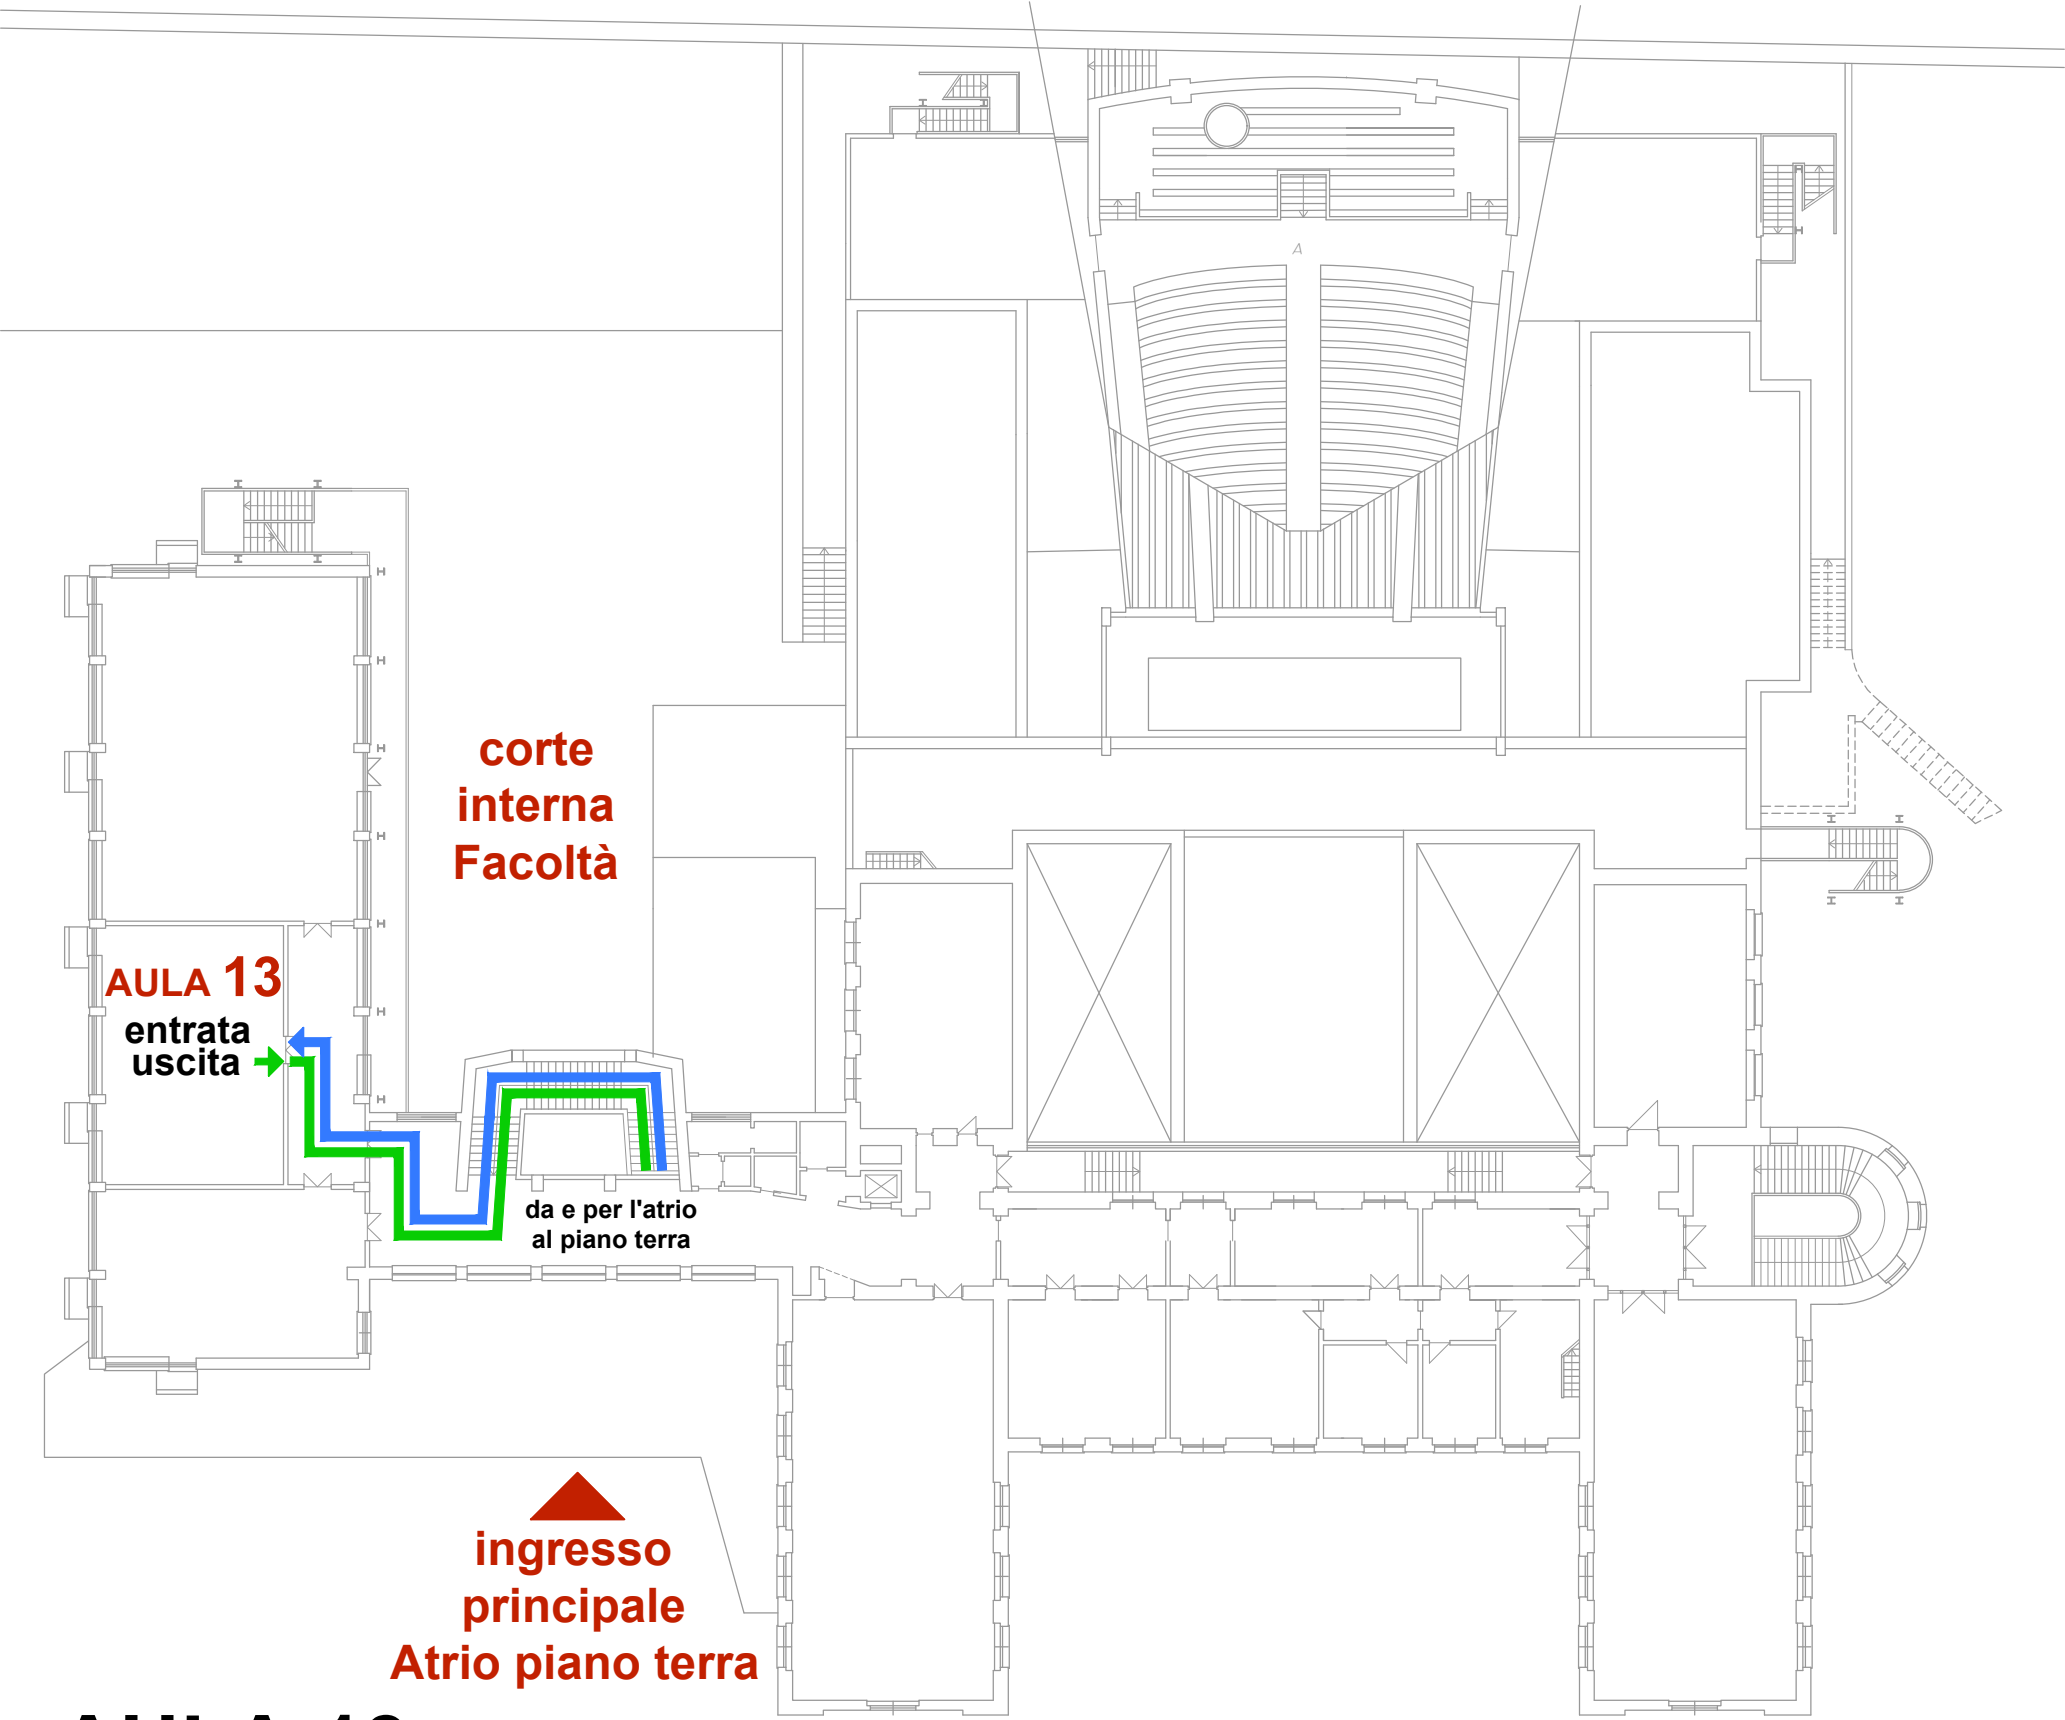 A
corte
interna
Facoltà
AULA 13
entrata
uscita
da e per l'atrio
al piano terra
ingresso
principale
Atrio piano terra